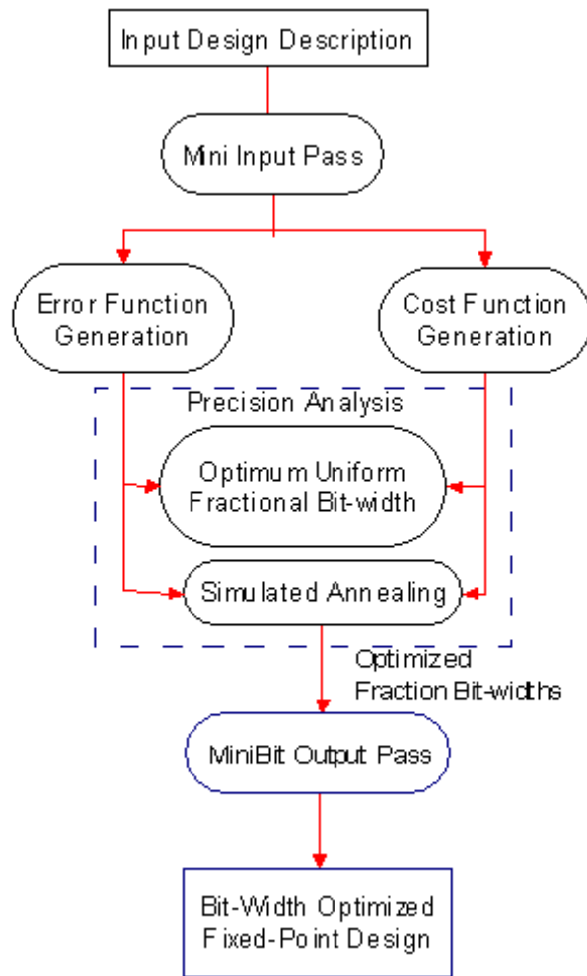 Input Design Description
Mini Input Pass
Error Function
Generation
Cost Function
Generation
Precision Analysis
Optimum Uniform
Fractional Bit-width
Simulated Annealing
Optimized
Fraction Bit-widths
MiniBit Output Pass
Bit-Width Optimized
Fixed-Point Design